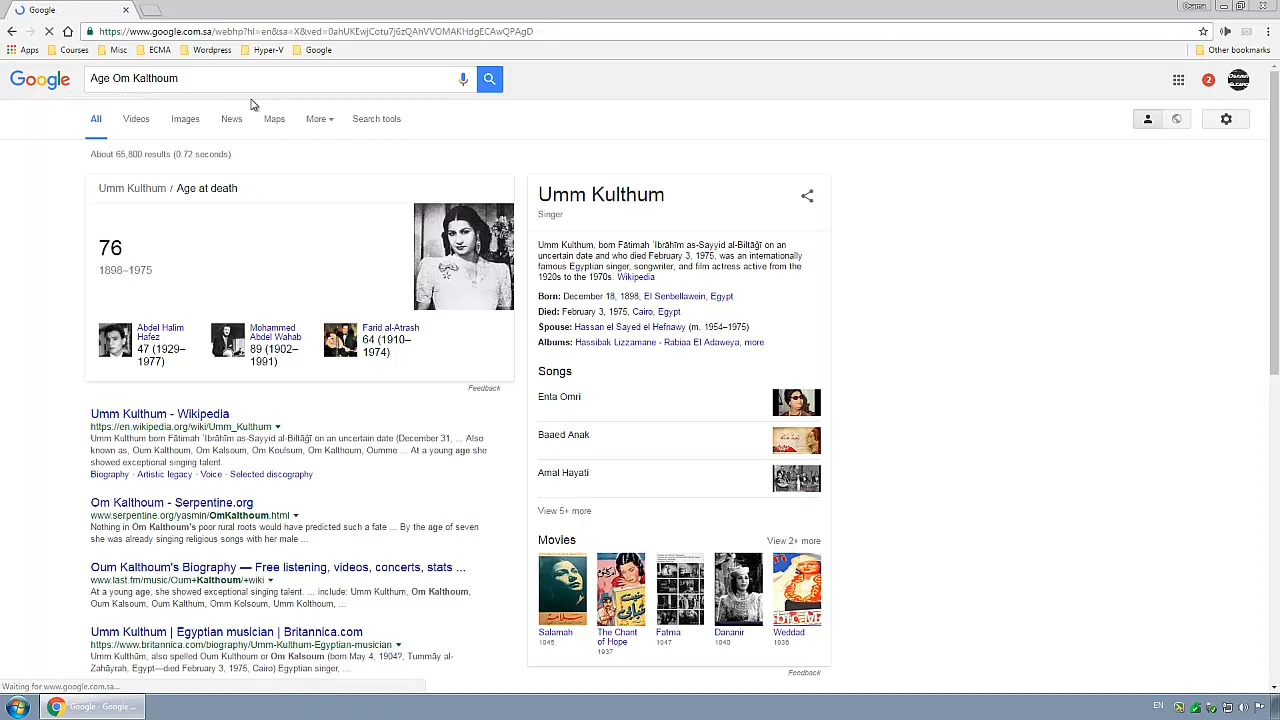 Google
https://www.google.com.sa/webhp?hl=en&sa=X&ved=0ahUKEwjCotu7j6zQAhVVOMAKHdgECAwQPAgD
Apps Courses Misc ECMA Wordpress Hyper-V Google Other bookmarks
Google Age Om Kalthoum 2
All Videos Images News Maps More Search tools
About 65,800 results (0.72 seconds)
Umm Kulthum / Age at death
76
1898–1975
Abdel Halim
Hafez
47 (1929–
1977)
Mohammed
Abdel Wahab
89 (1902–
1991)
Farid al-Atrash
64 (1910–
1974)
Feedback
Umm Kulthum - Wikipedia
https://en.wikipedia.org/wiki/Umm_Kulthum
Umm Kulthum born Fātimah ʾIbrāhīm as-Sayyid al-Biltāǧī on an uncertain date (December 31, ... Also
known as, Oum Kalthoum, Om Kalsoum, Om Koulsum, Om Kalthoum, Oumme ... At a young age she
showed exceptional singing talent.
Biography · Artistic legacy · Voice · Selected discography
Om Kalthoum - Serpentine.org
www.serpentine.org/yasmin/OmKalthoum.html
Nothing in Om Kalthoum's poor rural roots would have predicted such a fate ... By the age of seven
she was already singing religious songs with her male ...
Oum Kalthoum's Biography — Free listening, videos, concerts, stats ...
www.last.fm/music/Oum+Kalthoum/+wiki
At a young age, she showed exceptional singing talent. ... include: Umm Kulthum, Om Kalthoum,
Oum Kalsoum, Oum Kalthum, Omm Kolsoum, Umm Kolthoum, ...
Umm Kulthum | Egyptian musician | Britannica.com
https://www.britannica.com/biography/Umm-Kulthum-Egyptian-musician
Umm Kulthūm, also spelled Oum Kulthoum or Om Kalsoum (born May 4, 1904?, Tummāy al-
Zahāyrah, Egypt—died February 3, 1975, Cairo) Egyptian singer, ...
Umm Kulthum
Singer
Umm Kulthum, born Fātimah ʾIbrāhīm as-Sayyid al-Biltāǧī on an
uncertain date and who died February 3, 1975, was an internationally
famous Egyptian singer, songwriter, and film actress active from the
1920s to the 1970s. Wikipedia
Born: December 18, 1898, El Senbellawein, Egypt
Died: February 3, 1975, Cairo, Egypt
Spouse: Hassan el Sayed el Hefnawy (m. 1954–1975)
Albums: Hassibak Lizzamane - Rabiaa El Adaweya, more
Songs
Enta Omri
Baaed Anak
Amal Hayati
View 5+ more
Movies View 2+ more
Salamah
1945
The Chant
of Hope
1937
Fatma
1947
Dananir
1940
Weddad
1936
Feedback
Waiting for www.google.com.sa...
Google - Google ...
EN